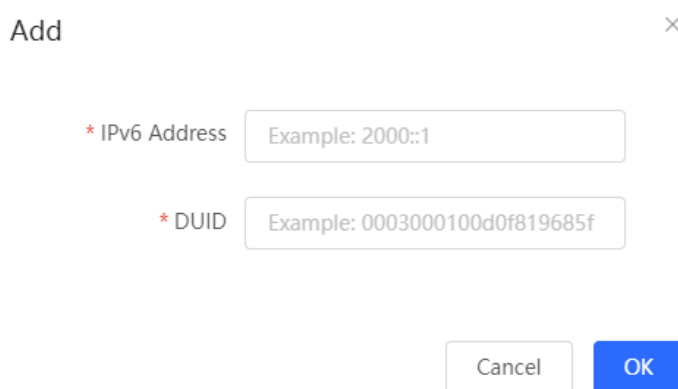 Add
* IPv6 Address Example: 2000::1
* DUID Example: 0003000100d0f819685f
Cancel OK